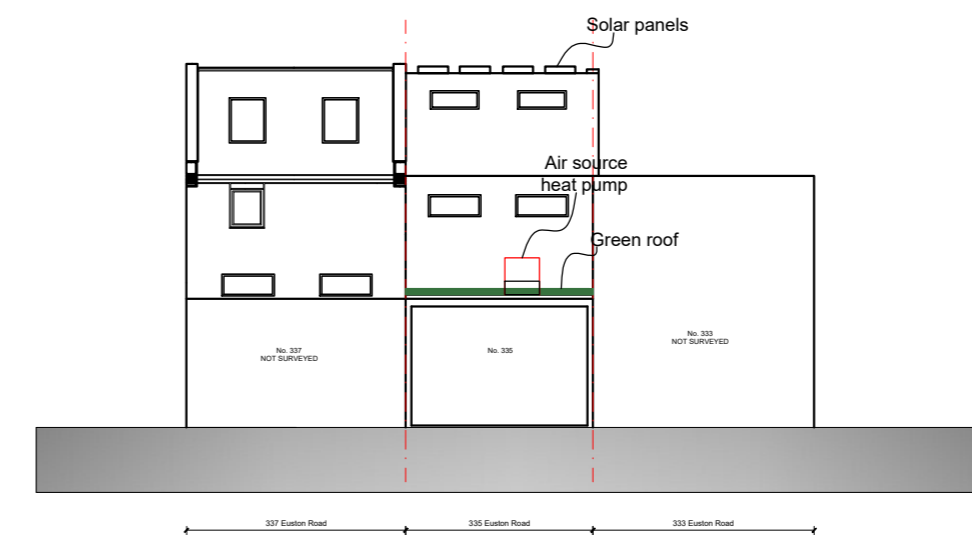 Solar panels
Air source
heat pump
Green roof
No. 337
NOT SURVEYED
No. 335
No. 333
NOT SURVEYED
337 Euston Road
335 Euston Road
333 Euston Road